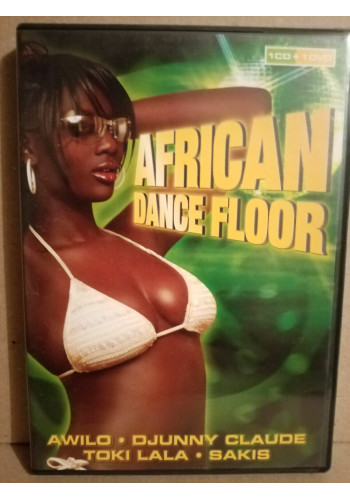 1CD + 1DVD
AFRICAN
DANCE FLOOR
AWILO • DJUNNY CLAUDE
TOKI LALA • SAKIS